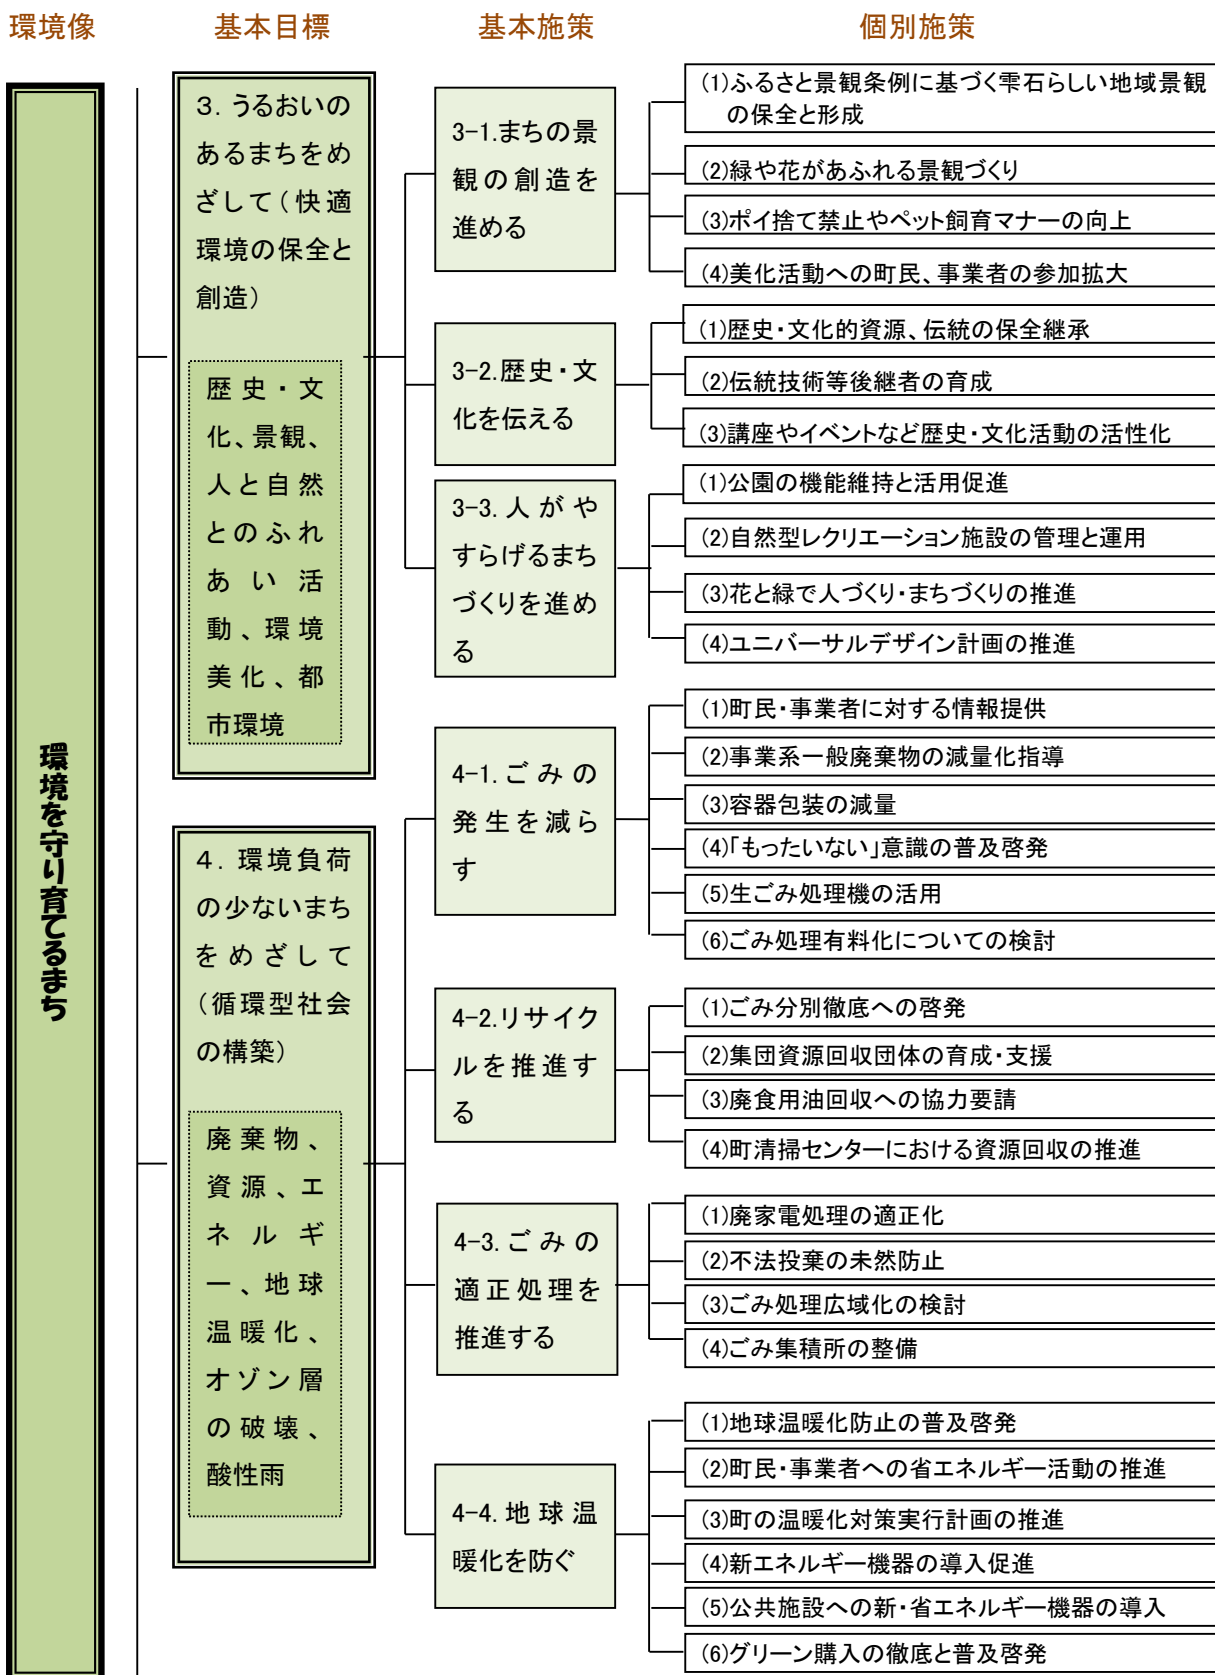 環境像 基本目標 基本施策 個別施策
環境を守り育てるまち
3. うるおいの
あるまちをめ
ざして(快適
環境の保全と
創造)
歴史・文
化、景観、
人と自然
とのふれ
あい活
動、環境
美化、都
市環境
3-1.まちの景
観の創造を
進める
(1)ふるさと景観条例に基づく雫石らしい地域景観
の保全と形成
(2)緑や花があふれる景観づくり
(3)ポイ捨て禁止やペット飼育マナーの向上
(4)美化活動への町民、事業者の参加拡大
3-2.歴史・文
化を伝える
(1)歴史・文化的資源、伝統の保全継承
(2)伝統技術等後継者の育成
(3)講座やイベントなど歴史・文化活動の活性化
3-3.人がや
すらげるまち
づくりを進め
る
(1)公園の機能維持と活用促進
(2)自然型レクリエーション施設の管理と運用
(3)花と緑で人づくり・まちづくりの推進
(4)ユニバーサルデザイン計画の推進
4. 環境負荷
の少ないまち
をめざして
(循環型社会
の構築)
廃棄物、
資源、エ
ネルギ
ー、地球
温暖化、
オゾン層
の破壊、
酸性雨
4-1.ごみの
発生を減ら
す
(1)町民・事業者に対する情報提供
(2)事業系一般廃棄物の減量化指導
(3)容器包装の減量
(4)「もったいない」意識の普及啓発
(5)生ごみ処理機の活用
(6)ごみ処理有料化についての検討
4-2.リサイク
ルを推進す
る
(1)ごみ分別徹底への啓発
(2)集団資源回収団体の育成・支援
(3)廃食用油回収への協力要請
(4)町清掃センターにおける資源回収の推進
4-3.ごみの
適正処理を
推進する
(1)廃家電処理の適正化
(2)不法投棄の未然防止
(3)ごみ処理広域化の検討
(4)ごみ集積所の整備
4-4.地球温
暖化を防ぐ
(1)地球温暖化防止の普及啓発
(2)町民・事業者への省エネルギー活動の推進
(3)町の温暖化対策実行計画の推進
(4)新エネルギー機器の導入促進
(5)公共施設への新・省エネルギー機器の導入
(6)グリーン購入の徹底と普及啓発